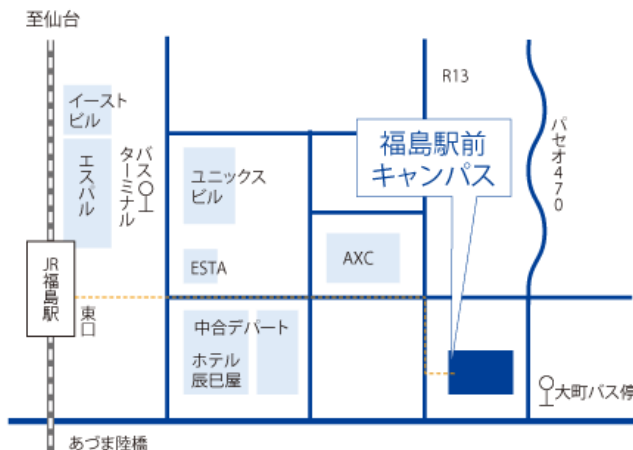 至仙台
R13
イースト
ビル
福島駅前
キャンパス
パセオ470
エスパル
バス
ターミナル
ユニックス
ビル
ESTA
AXC
JR
福島駅
東口
中合デパート
ホテル
辰巳屋
大町バス停
あづま陸橋